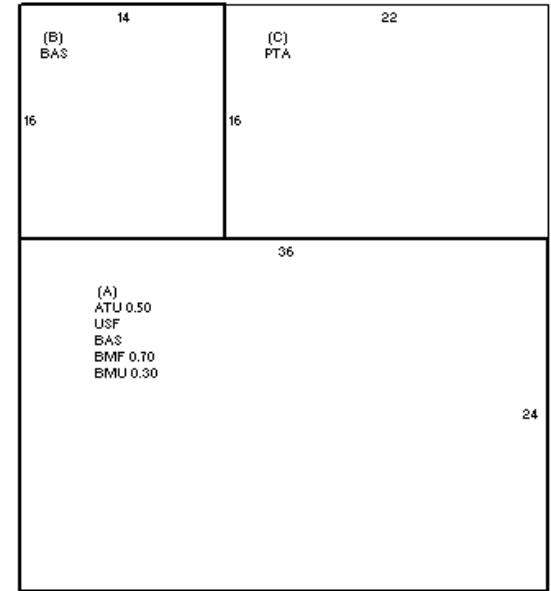 14
22
(B)
BAS
(C)
PTA
16
16
36
(A)
ATU 0.50
USF
BAS
BMF 0.70
BMU 0.30
24